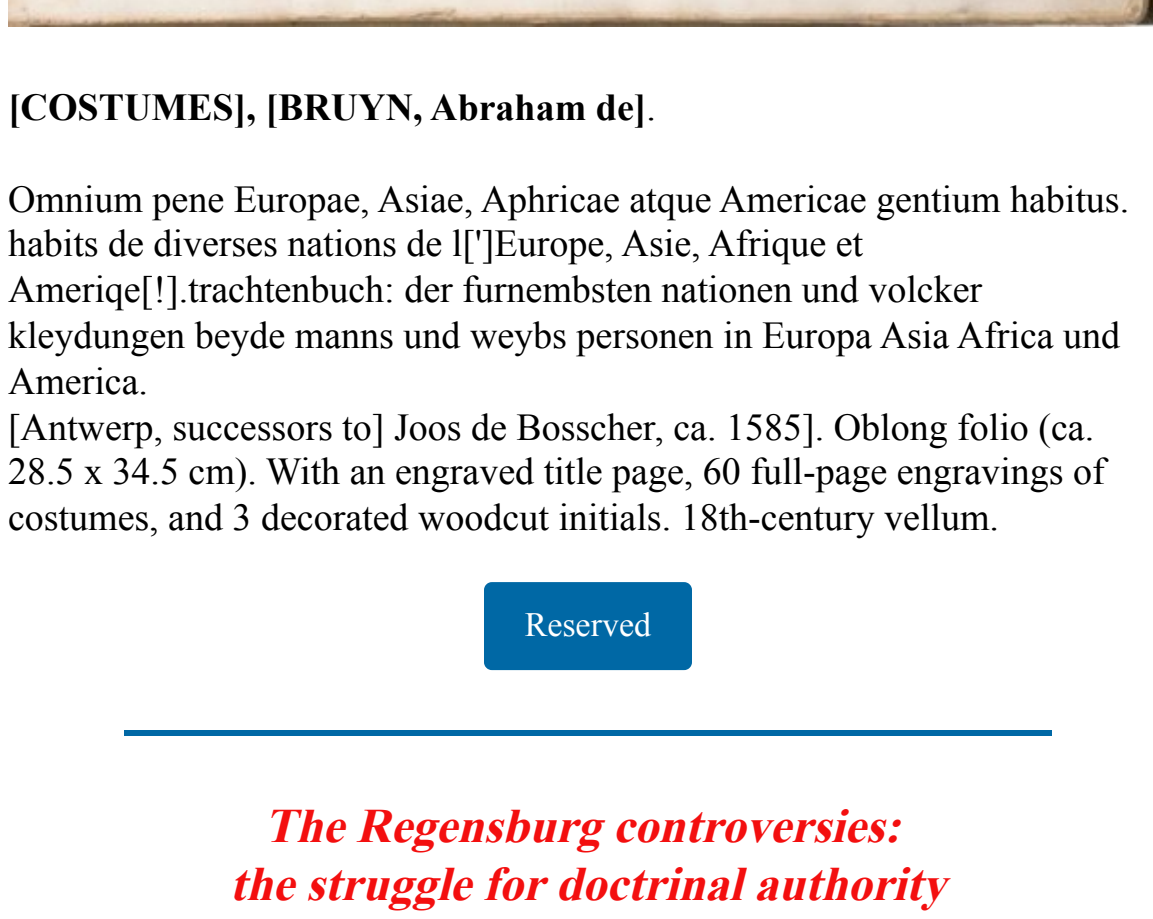 [COSTUMES], [BRUYN, Abraham de].
Omnium pene Europae, Asiae, Aphricae atque Americae gentium habitus.
habits de diverses nations de l[']Europe, Asie, Afrique et
Ameriqe[!].trachtenbuch: der furnembsten nationen und volcker
kleydungen beyde manns und weybs personen in Europa Asia Africa und
America.
[Antwerp, successors to] Joos de Bosscher, ca. 1585]. Oblong folio (ca.
28.5 x 34.5 cm). With an engraved title page, 60 full-page engravings of
costumes, and 3 decorated woodcut initials. 18th-century vellum.
Reserved
The Regensburg controversies:
the struggle for doctrinal authority